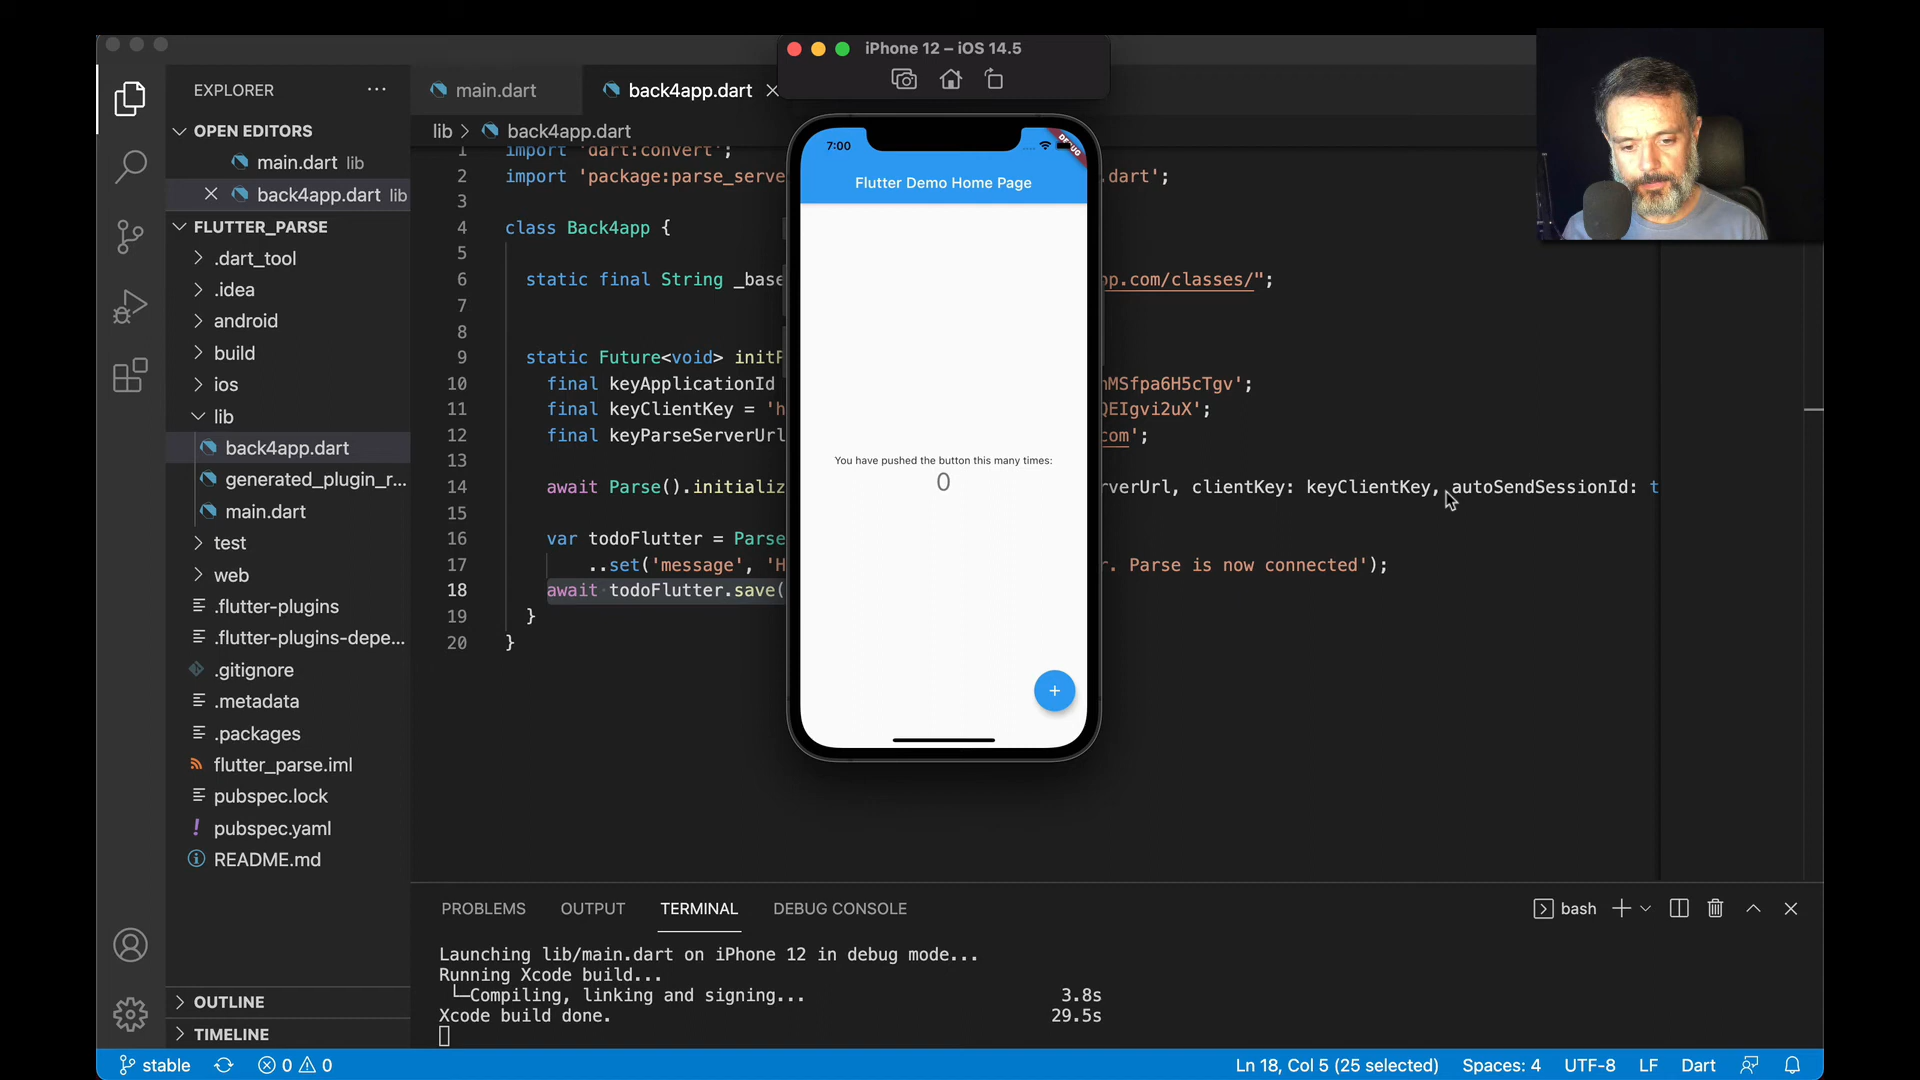 iPhone 12 – iOS 14.5
EXPLORER
OPEN EDITORS
main.dart lib
back4app.dart lib
FLUTTER_PARSE
.dart_tool
.idea
android
build
ios
lib
back4app.dart
generated_plugin_r...
main.dart
test
web
.flutter-plugins
.flutter-plugins-depe...
.gitignore
.metadata
.packages
flutter_parse.iml
pubspec.lock
pubspec.yaml
README.md
OUTLINE
TIMELINE
main.dart
back4app.dart
lib > back4app.dart
1 import 'dart:convert';
2 import 'package:parse_serve .dart';
3
4 class Back4app {
5
6 static final String _base pp.com/classes/";
7
8
9 static Future<void> initP
10 final keyApplicationId mMSfpa6H5cTgv';
11 final keyClientKey = 'h QEIgvi2uX';
12 final keyParseServerUrl com';
13
14 await Parse().initializ verUrl, clientKey: keyClientKey, autoSendSessionId: t
15
16 var todoFlutter = Parse
17 ..set('message', 'H r. Parse is now connected');
18 await todoFlutter.save(
19 }
20 }
7:00
DEBUG
Flutter Demo Home Page
You have pushed the button this many times:
0
+
PROBLEMS OUTPUT TERMINAL DEBUG CONSOLE
bash
Launching lib/main.dart on iPhone 12 in debug mode...
Running Xcode build...
└─Compiling, linking and signing... 3.8s
Xcode build done. 29.5s
stable 0 0
Ln 18, Col 5 (25 selected) Spaces: 4 UTF-8 LF Dart